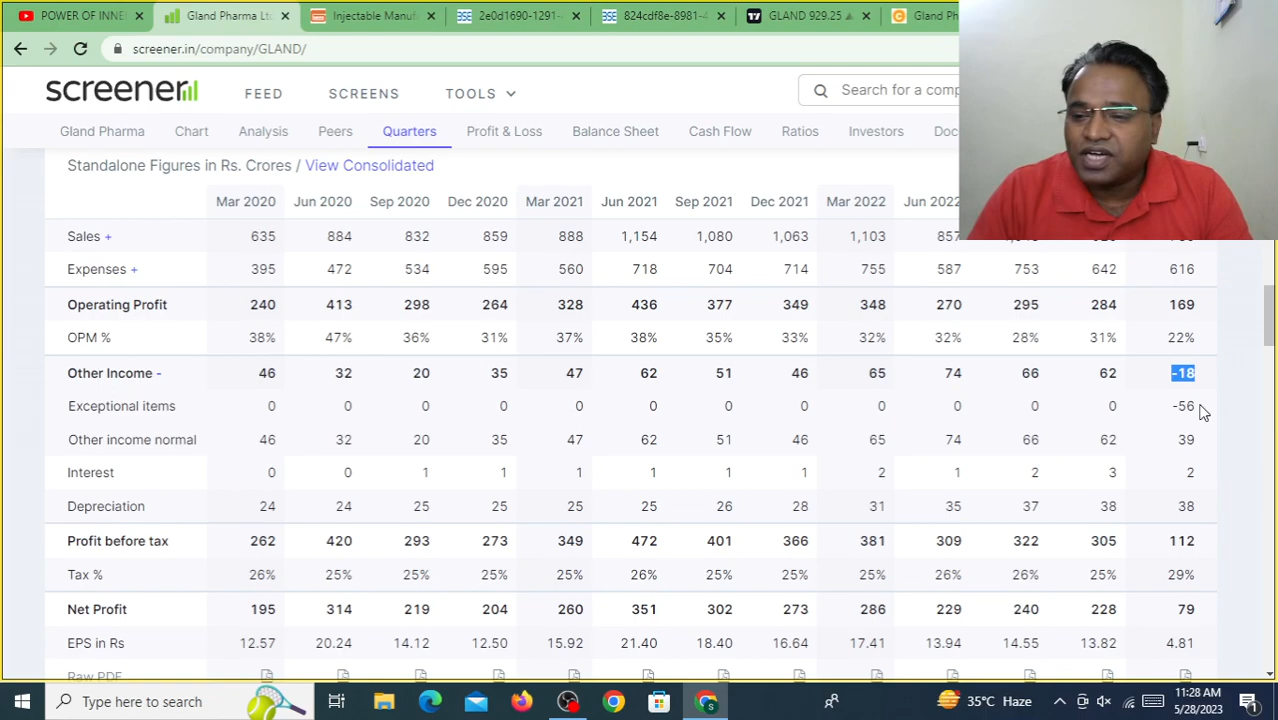 POWER OF INNE
Gland Pharma Ltd
Injectable Manuf
2e0d1690-1291-
824cdf8e-8981-4
GLAND 929.25
Gland Ph
screener.in/company/GLAND/
screener
FEED
SCREENS
TOOLS
Search for a comp
Gland Pharma Chart Analysis Peers Quarters Profit & Loss Balance Sheet Cash Flow Ratios Investors Doc
Standalone Figures in Rs. Crores / View Consolidated
Mar 2020 Jun 2020 Sep 2020 Dec 2020 Mar 2021 Jun 2021 Sep 2021 Dec 2021 Mar 2022 Jun 2022
Sales + 635 884 832 859 888 1,154 1,080 1,063 1,103 857
Expenses + 395 472 534 595 560 718 704 714 755 587 753 642 616
Operating Profit 240 413 298 264 328 436 377 349 348 270 295 284 169
OPM % 38% 47% 36% 31% 37% 38% 35% 33% 32% 32% 28% 31% 22%
Other Income - 46 32 20 35 47 62 51 46 65 74 66 62 -18
Exceptional items 0 0 0 0 0 0 0 0 0 0 0 0 -56
Other income normal 46 32 20 35 47 62 51 46 65 74 66 62 39
Interest 0 0 1 1 1 1 1 1 2 1 2 3 2
Depreciation 24 24 25 25 25 25 26 28 31 35 37 38 38
Profit before tax 262 420 293 273 349 472 401 366 381 309 322 305 112
Tax % 26% 25% 25% 25% 25% 26% 25% 25% 25% 26% 26% 25% 29%
Net Profit 195 314 219 204 260 351 302 273 286 229 240 228 79
EPS in Rs 12.57 20.24 14.12 12.50 15.92 21.40 18.40 16.64 17.41 13.94 14.55 13.82 4.81
Raw PDF
Type here to search
35°C Haze
11:28 AM
5/28/2023
1